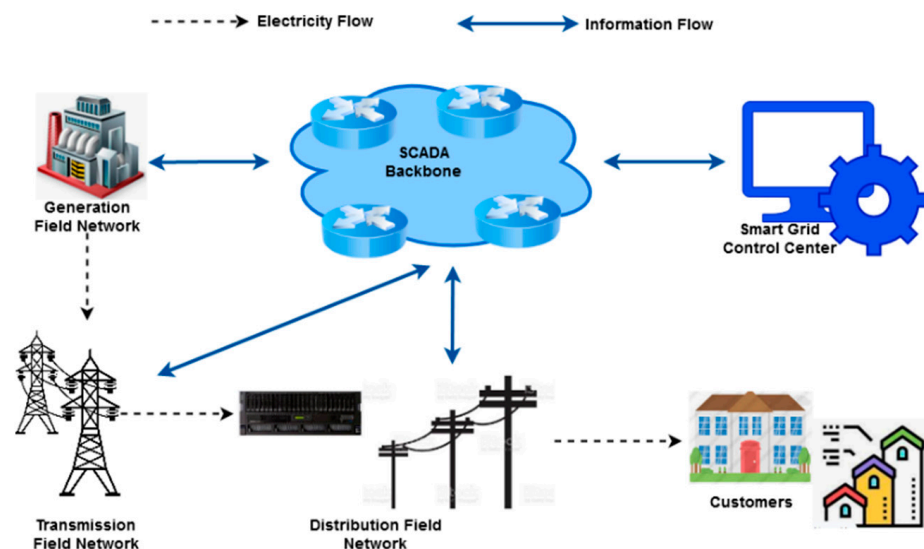 Electricity Flow
Information Flow
SCADA
Backbone
Generation
Field Network
Smart Grid
Control Center
Transmission
Field Network
Distribution Field
Network
Customers